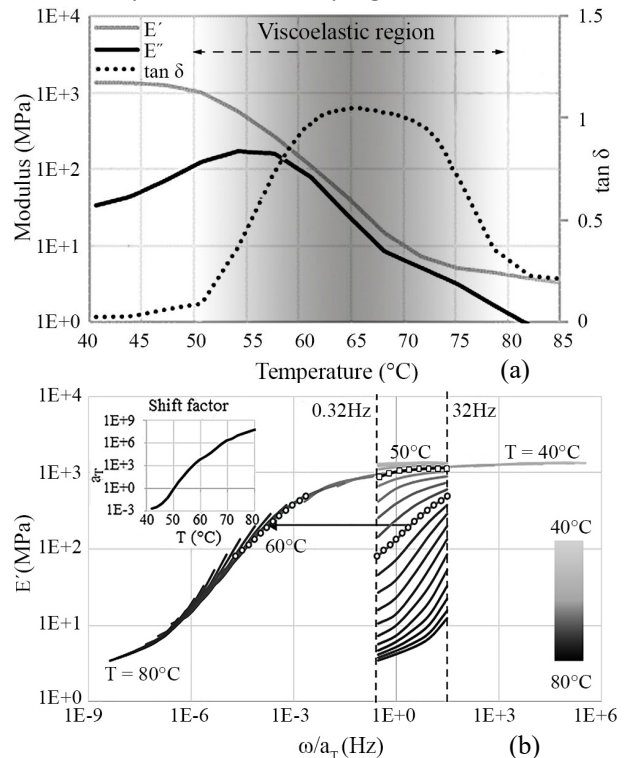 1E+4
1E+3
1E+2
1E+1
1E+0
Modulus (MPa)
E′
E″
tan δ
Viscoelastic region
1.5
1
0.5
0
tan δ
40 45 50 55 60 65 70 75 80 85
Temperature (°C)
(a)
1E+4
1E+3
1E+2
1E+1
1E+0
E′(MPa)
Shift factor
1E+9
1E+6
1E+3
1E+0
1E-3
a_T
40 50 60 70 80
T (°C)
0.32Hz
32Hz
50°C
T = 40°C
60°C
40°C
80°C
T = 80°C
1E-9 1E-6 1E-3 1E+0 1E+3 1E+6
ω/a_T (Hz)
(b)